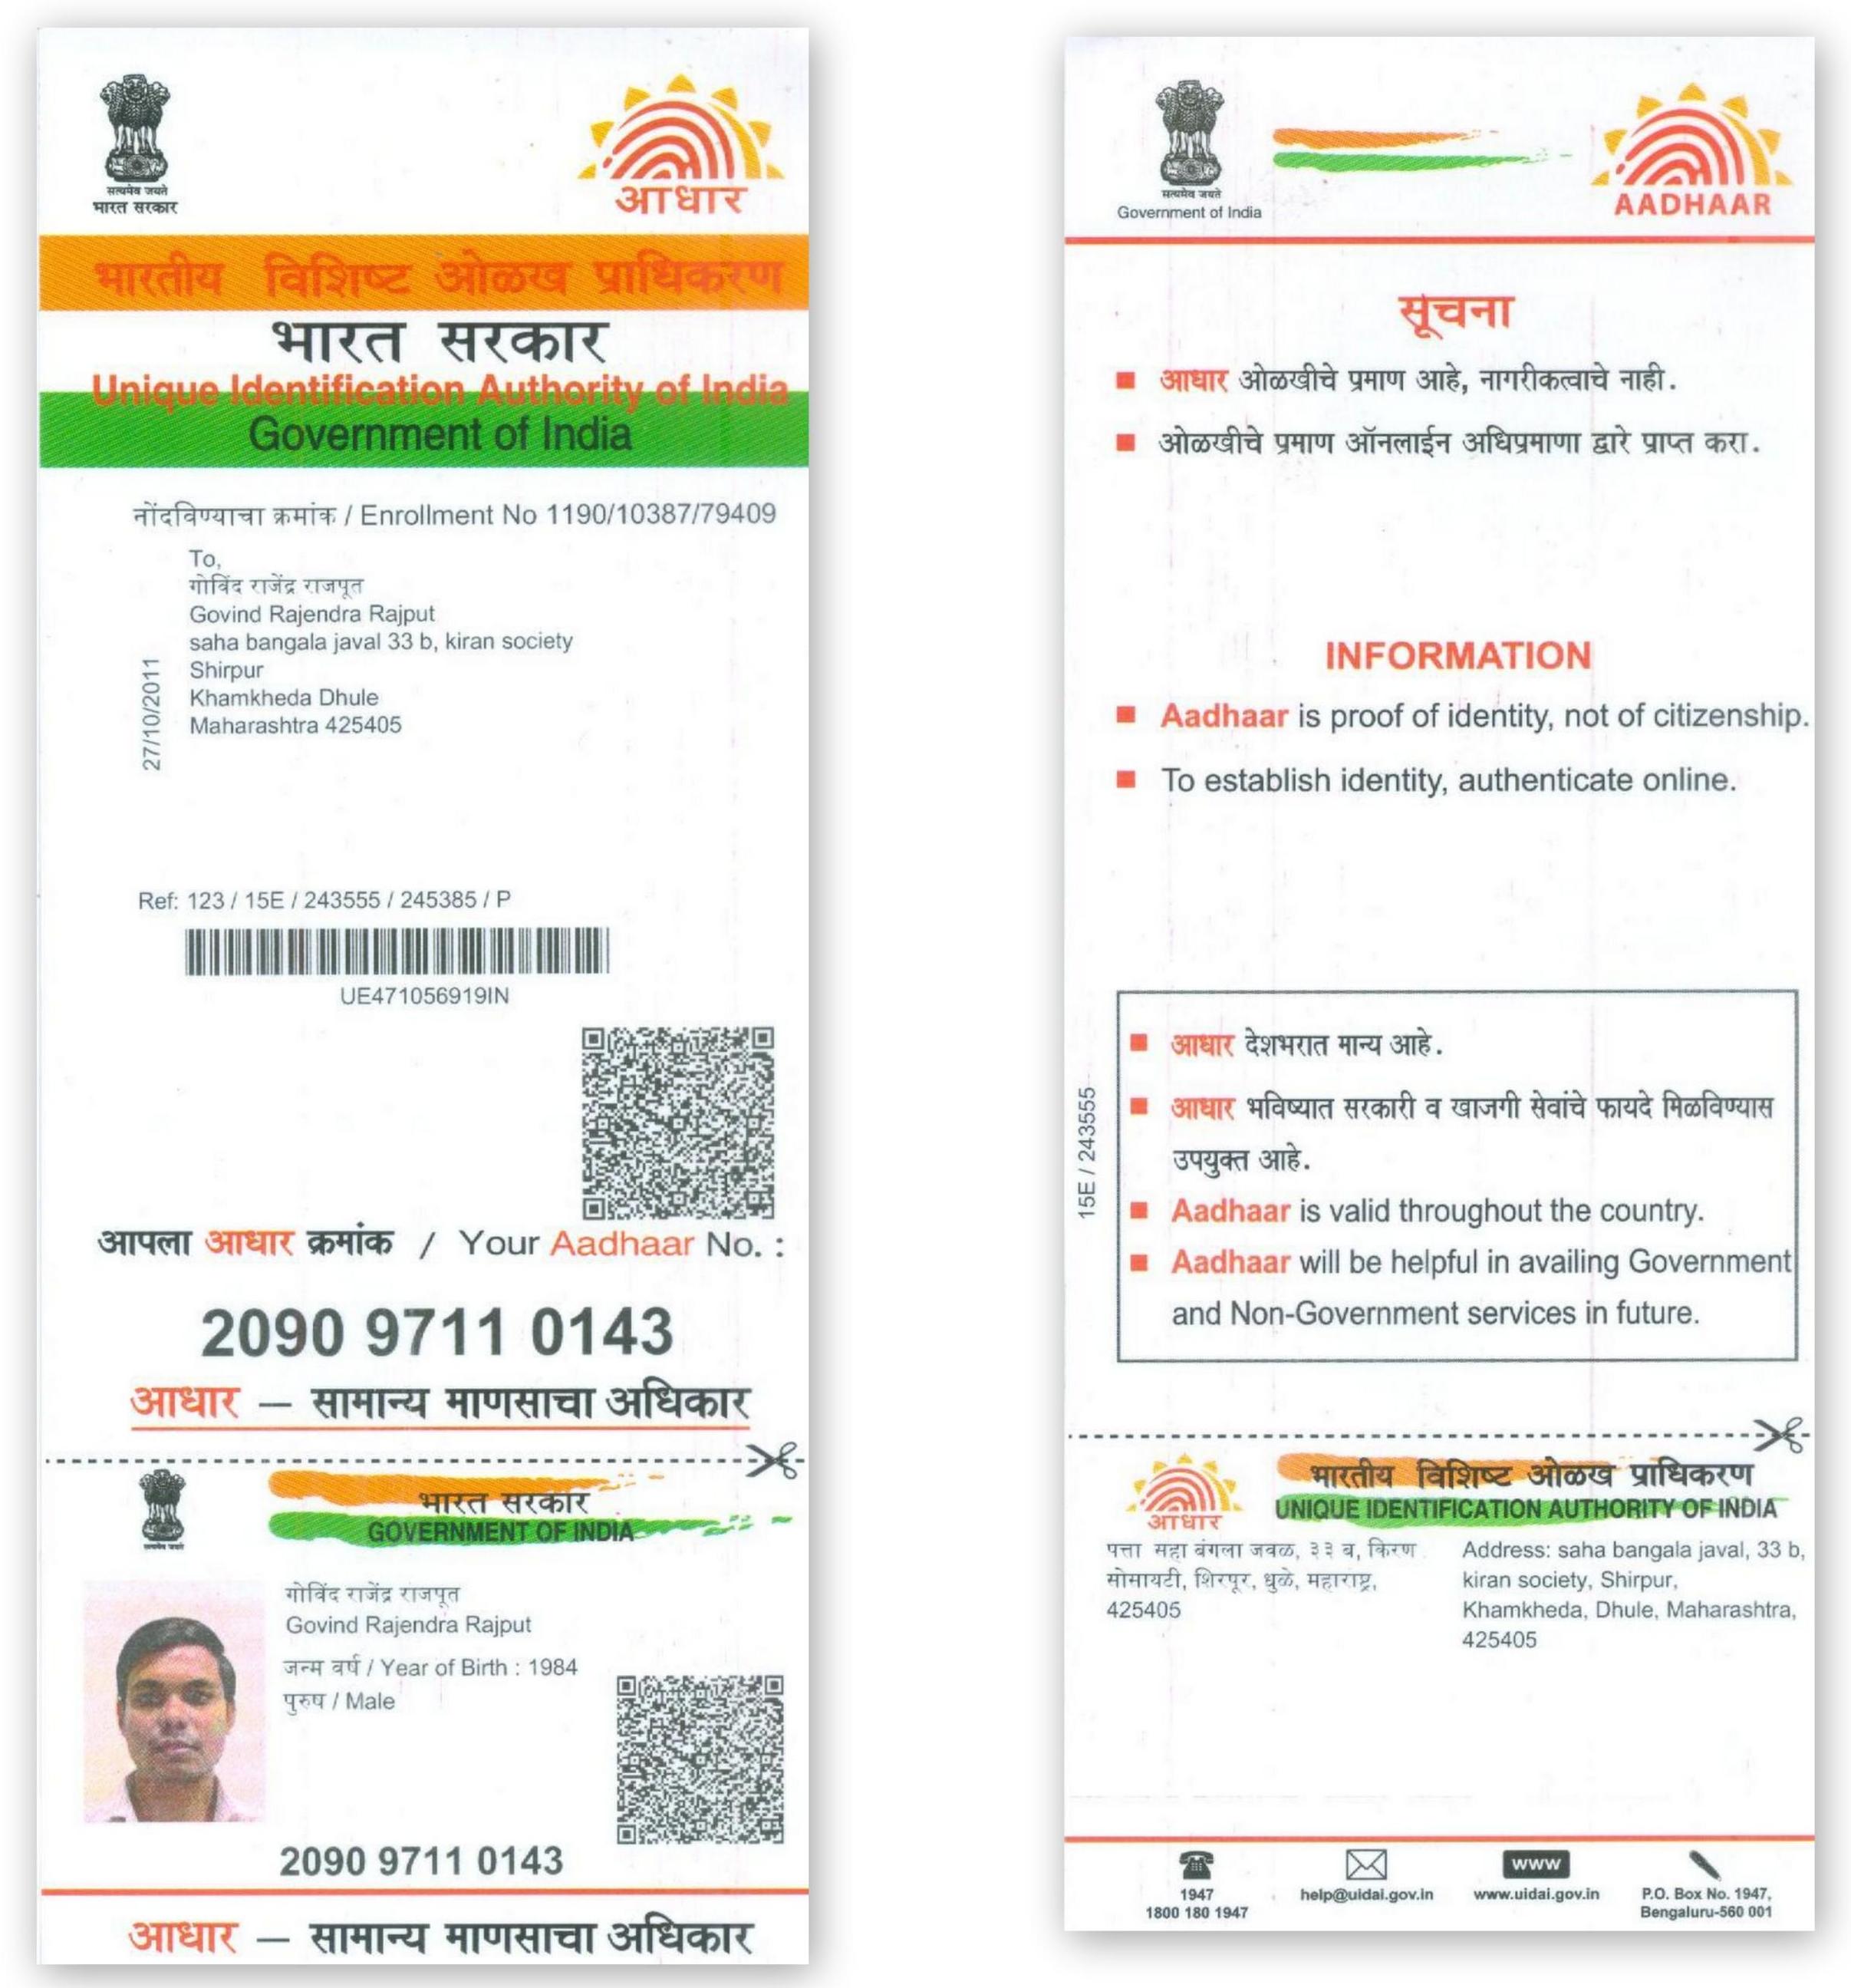 सत्यमेव जयते
भारत सरकार
आधार
भारतीय विशिष्ट ओळख प्राधिकरण
भारत सरकार
Unique Identification Authority of India
Government of India
नोंदविण्याचा क्रमांक / Enrollment No 1190/10387/79409
To,
गोविंद राजेंद्र राजपूत
Govind Rajendra Rajput
saha bangala javal 33 b, kiran society
Shirpur
Khamkheda Dhule
Maharashtra 425405
27/10/2011
Ref: 123 / 15E / 243555 / 245385 / P
UE471056919IN
आपला आधार क्रमांक / Your Aadhaar No. :
2090 9711 0143
आधार – सामान्य माणसाचा अधिकार
सत्यमेव जयते
भारत सरकार
GOVERNMENT OF INDIA
गोविंद राजेंद्र राजपूत
Govind Rajendra Rajput
जन्म वर्ष / Year of Birth : 1984
पुरुष / Male
2090 9711 0143
आधार – सामान्य माणसाचा अधिकार
सत्यमेव जयते
Government of India
AADHAAR
सूचना
आधार ओळखीचे प्रमाण आहे, नागरीकत्वाचे नाही.
ओळखीचे प्रमाण ऑनलाईन अधिप्रमाणा द्वारे प्राप्त करा.
INFORMATION
Aadhaar is proof of identity, not of citizenship.
To establish identity, authenticate online.
15E / 243555
आधार देशभरात मान्य आहे.
आधार भविष्यात सरकारी व खाजगी सेवांचे फायदे मिळविण्यास
उपयुक्त आहे.
Aadhaar is valid throughout the country.
Aadhaar will be helpful in availing Government
and Non-Government services in future.
आधार
भारतीय विशिष्ट ओळख प्राधिकरण
UNIQUE IDENTIFICATION AUTHORITY OF INDIA
पत्ता सहा बंगला जवळ, ३३ ब, किरण
सोसायटी, शिरपूर, धुळे, महाराष्ट्र,
425405
Address: saha bangala javal, 33 b,
kiran society, Shirpur,
Khamkheda, Dhule, Maharashtra,
425405
1947
1800 180 1947
help@uidai.gov.in
www
www.uidai.gov.in
P.O. Box No. 1947,
Bengaluru-560 001